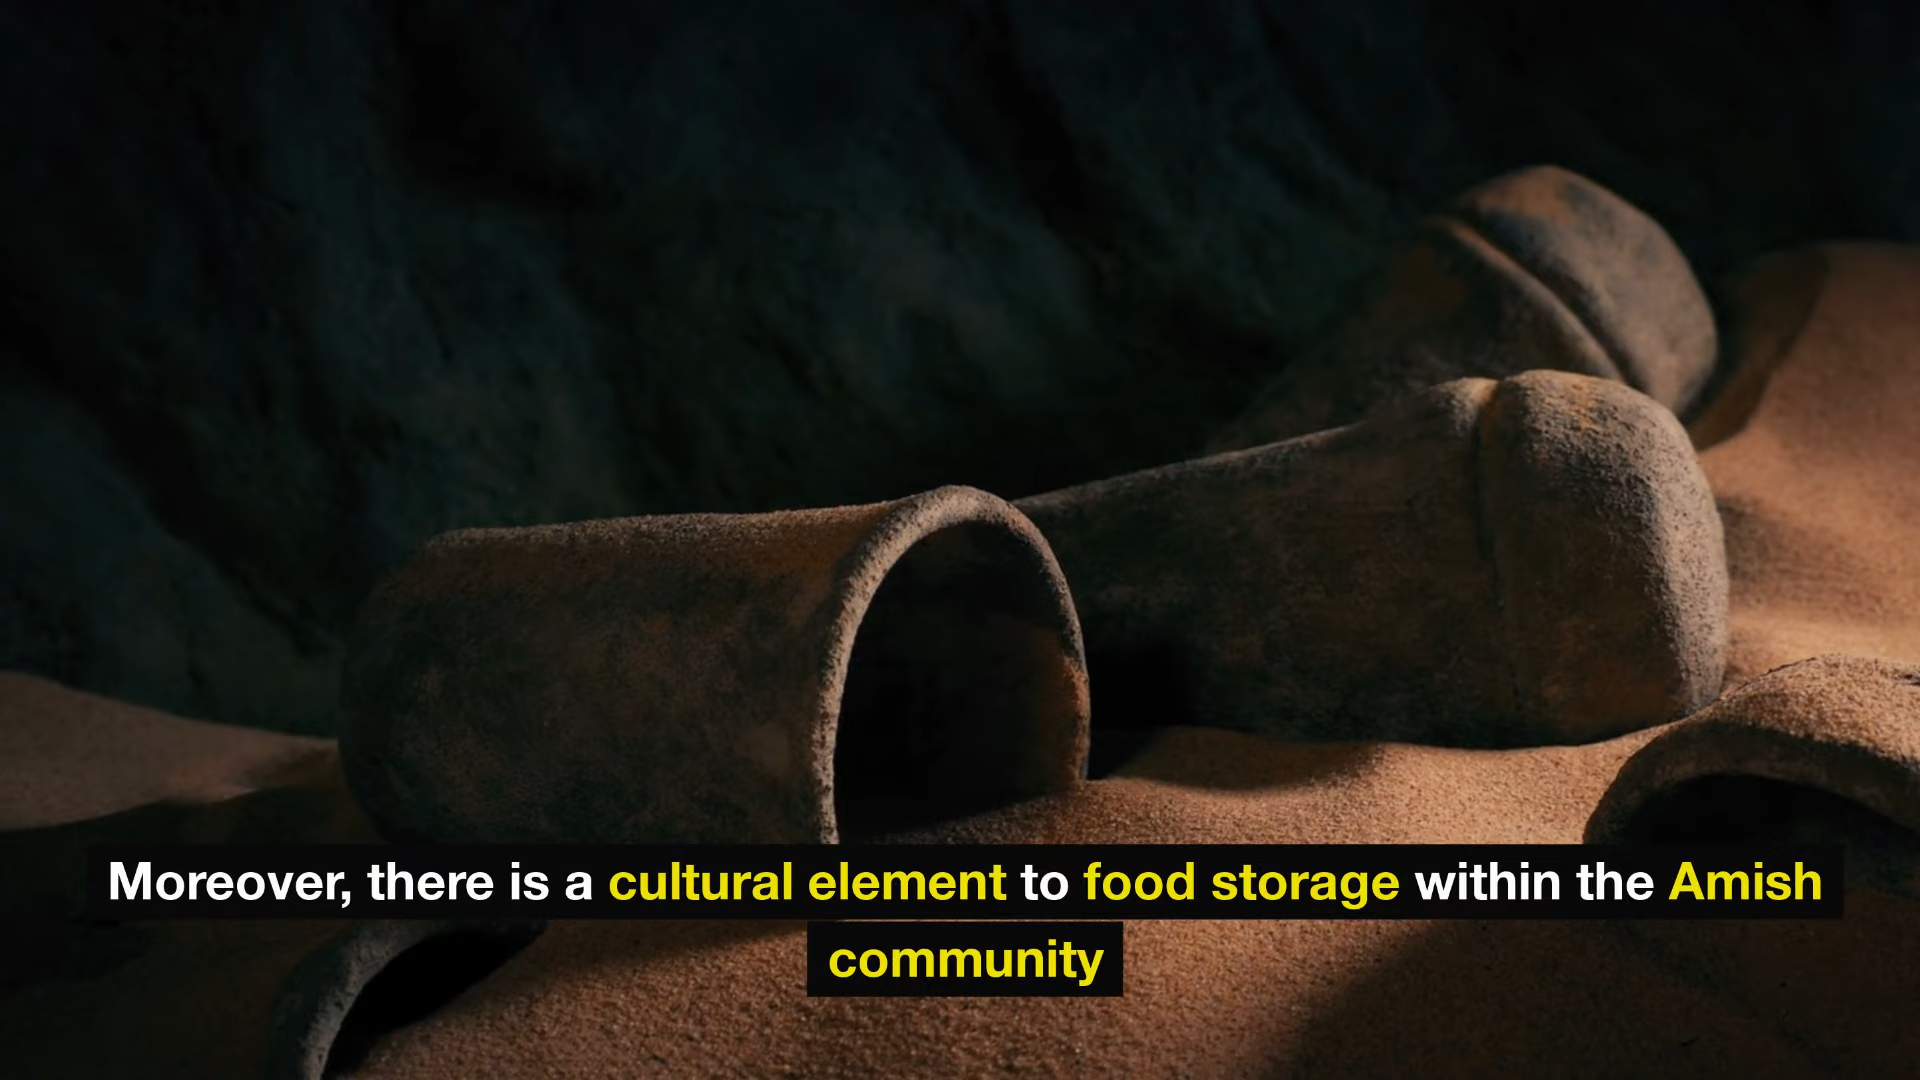 Moreover, there is a cultural element to food storage within the Amish
community